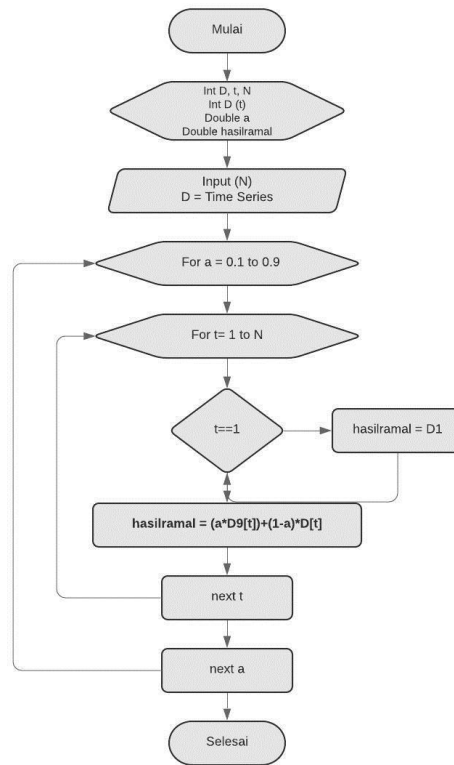 Mulai
Int D, t, N
Int D (t)
Double a
Double hasilramal
Input (N)
D = Time Series
For a = 0.1 to 0.9
For t= 1 to N
t==1
hasilramal = D1
hasilramal = (a*D9[t])+(1-a)*D[t]
next t
next a
Selesai